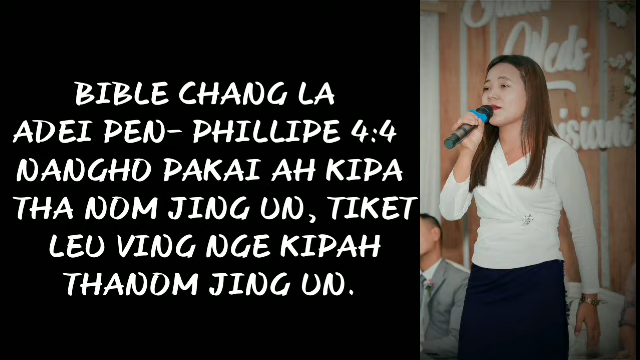 BIBLE CHANG LA
ADEI PEN- PHILLIPE 4:4
NANGHO PAKAI AH KIPA
THA NOM JING UN, TIKET
LEU VING NGE KIPAH
THANOM JING UN.
Weds